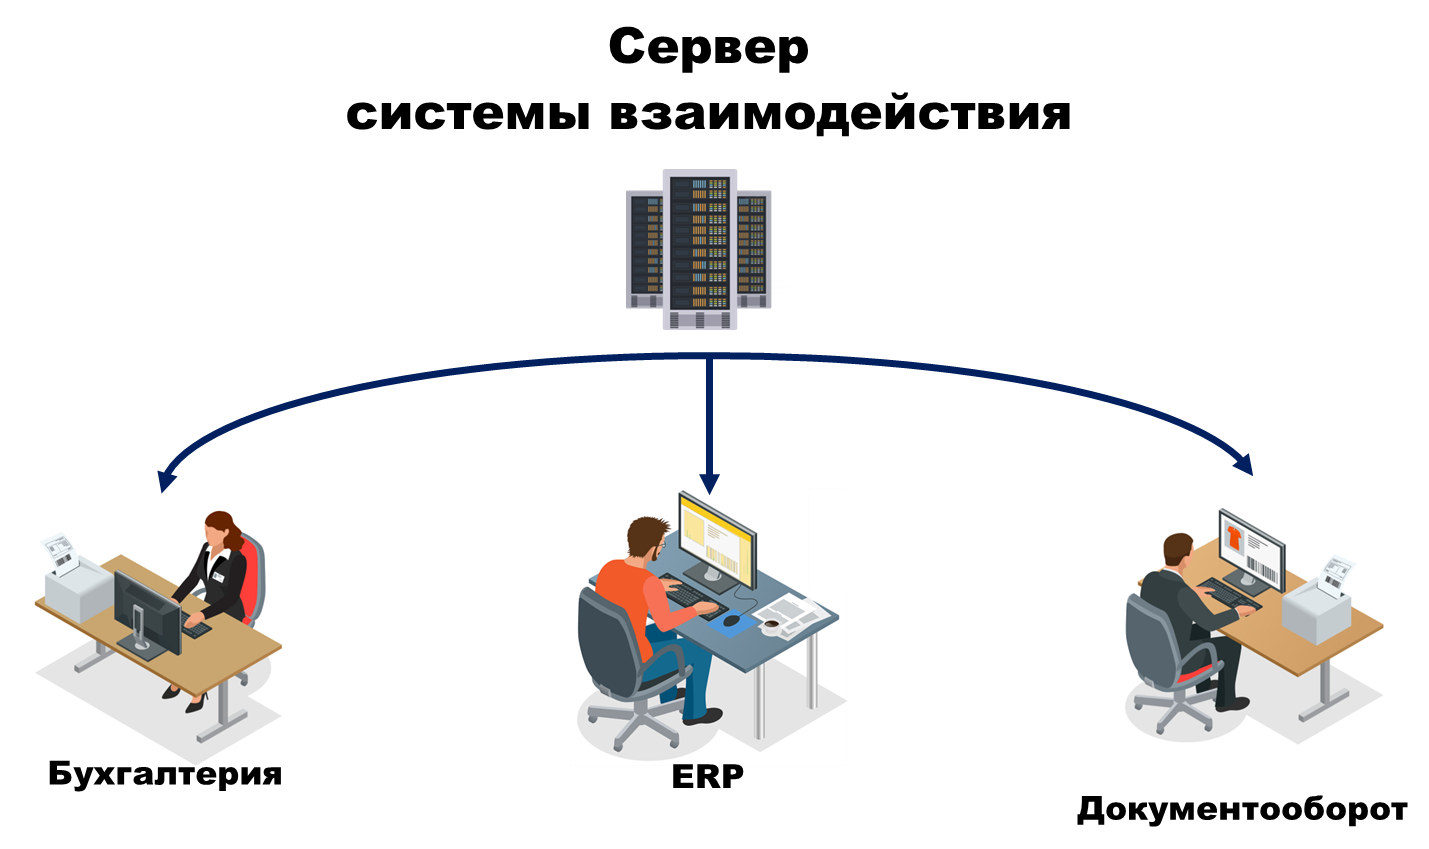 Сервер
системы взаимодействия
Бухгалтерия
ERP
Документооборот